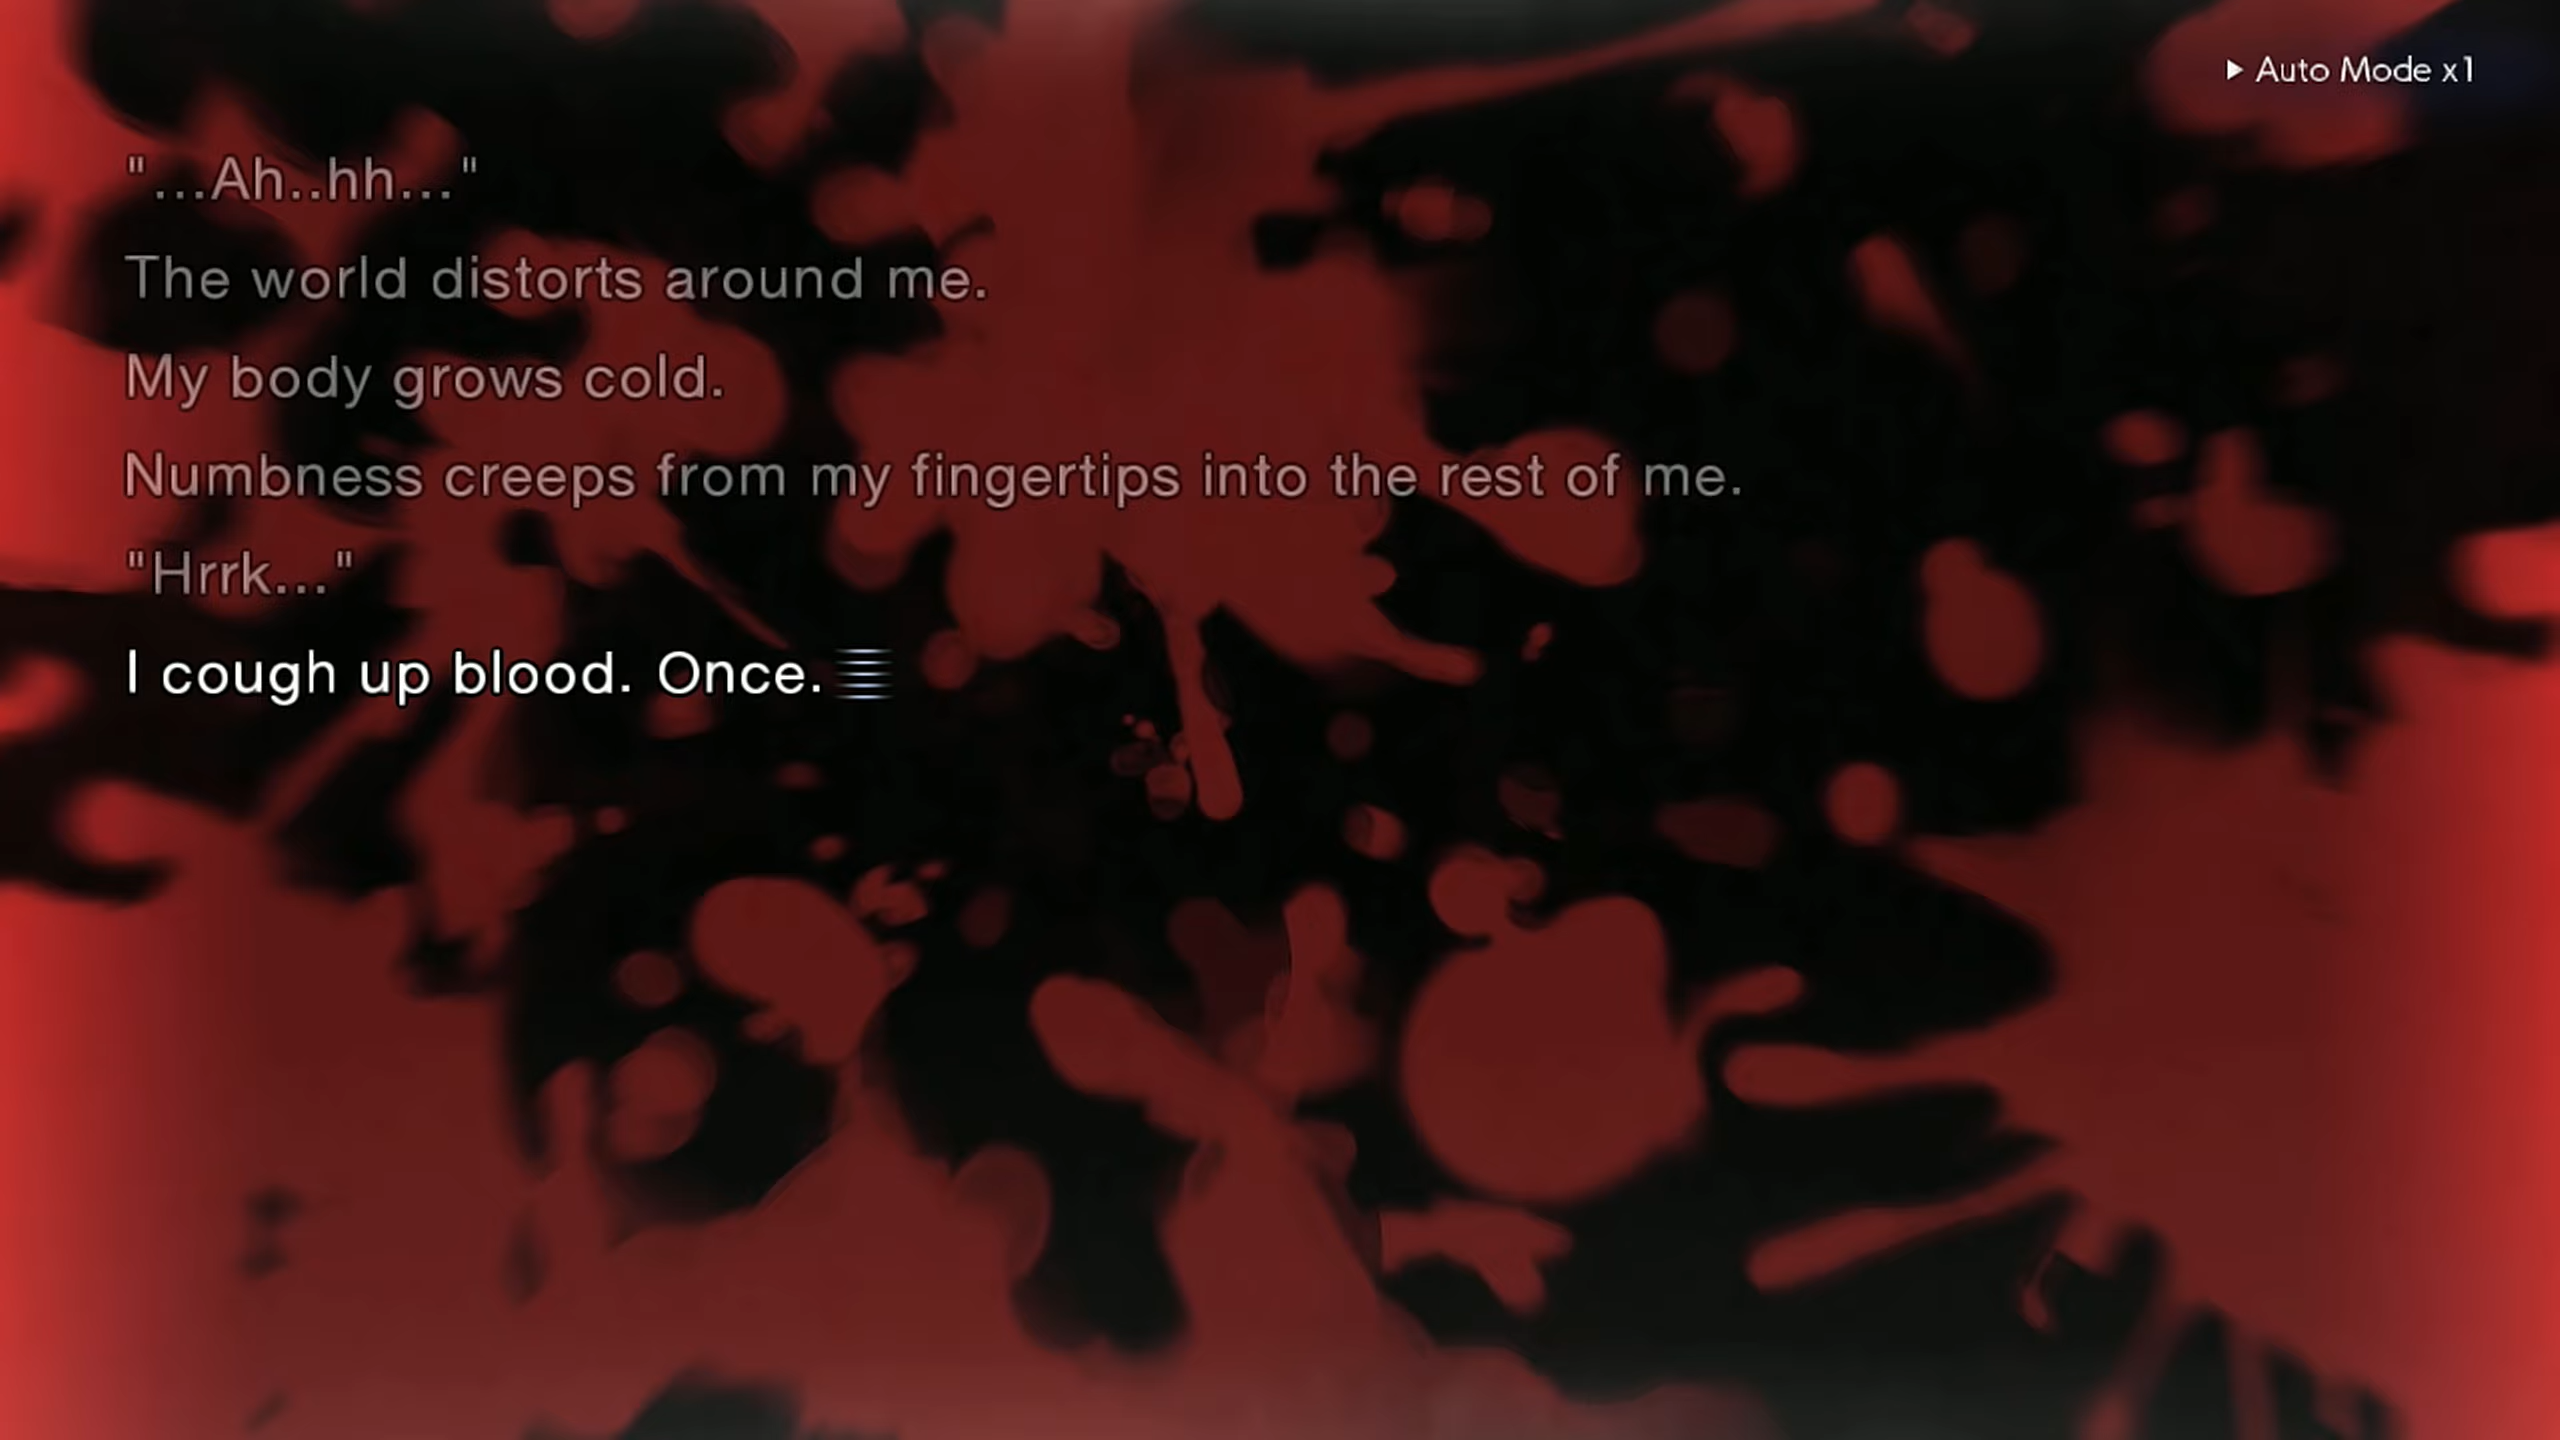 ▶ Auto Mode x1
"...Ah..hh..."
The world distorts around me.
My body grows cold.
Numbness creeps from my fingertips into the rest of me.
"Hrrk..."
I cough up blood. Once.